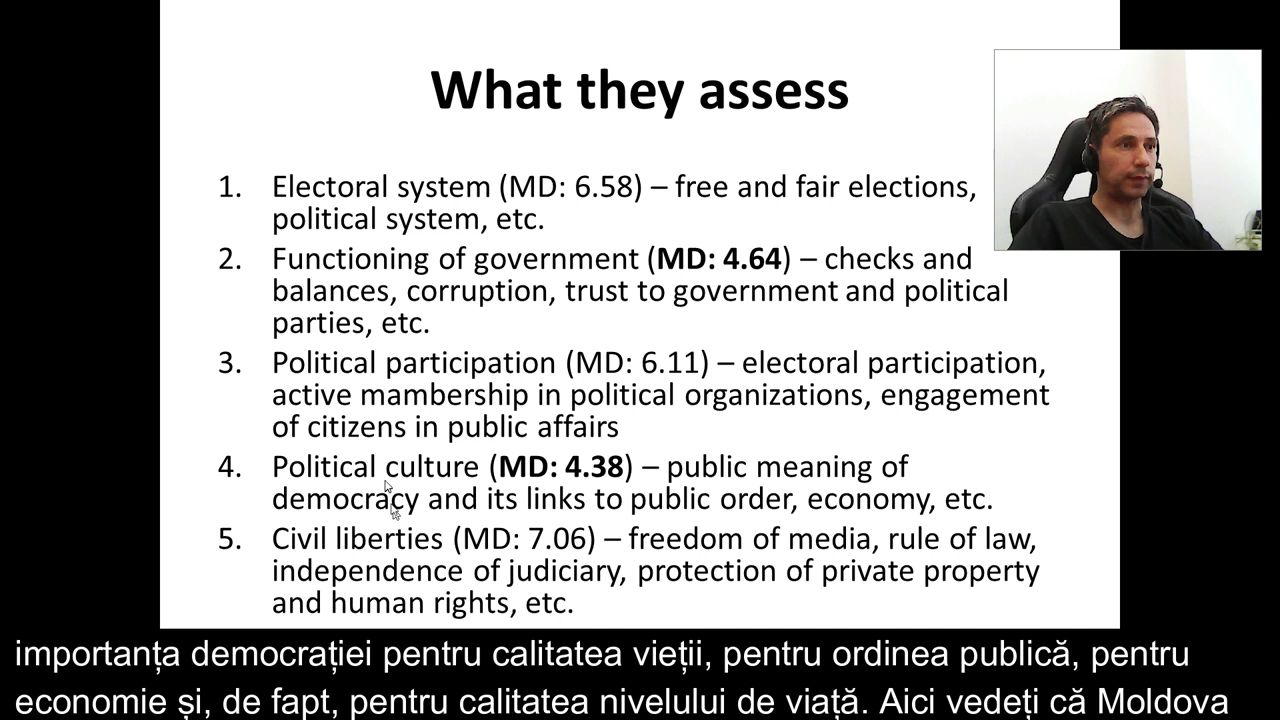 What they assess
1. Electoral system (MD: 6.58) – free and fair elections,
political system, etc.
2. Functioning of government (MD: 4.64) – checks and
balances, corruption, trust to government and political
parties, etc.
3. Political participation (MD: 6.11) – electoral participation,
active mambership in political organizations, engagement
of citizens in public affairs
4. Political culture (MD: 4.38) – public meaning of
democracy and its links to public order, economy, etc.
5. Civil liberties (MD: 7.06) – freedom of media, rule of law,
independence of judiciary, protection of private property
and human rights, etc.
importanța democrației pentru calitatea vieții, pentru ordinea publică, pentru
economie și, de fapt, pentru calitatea nivelului de viață. Aici vedeți că Moldova